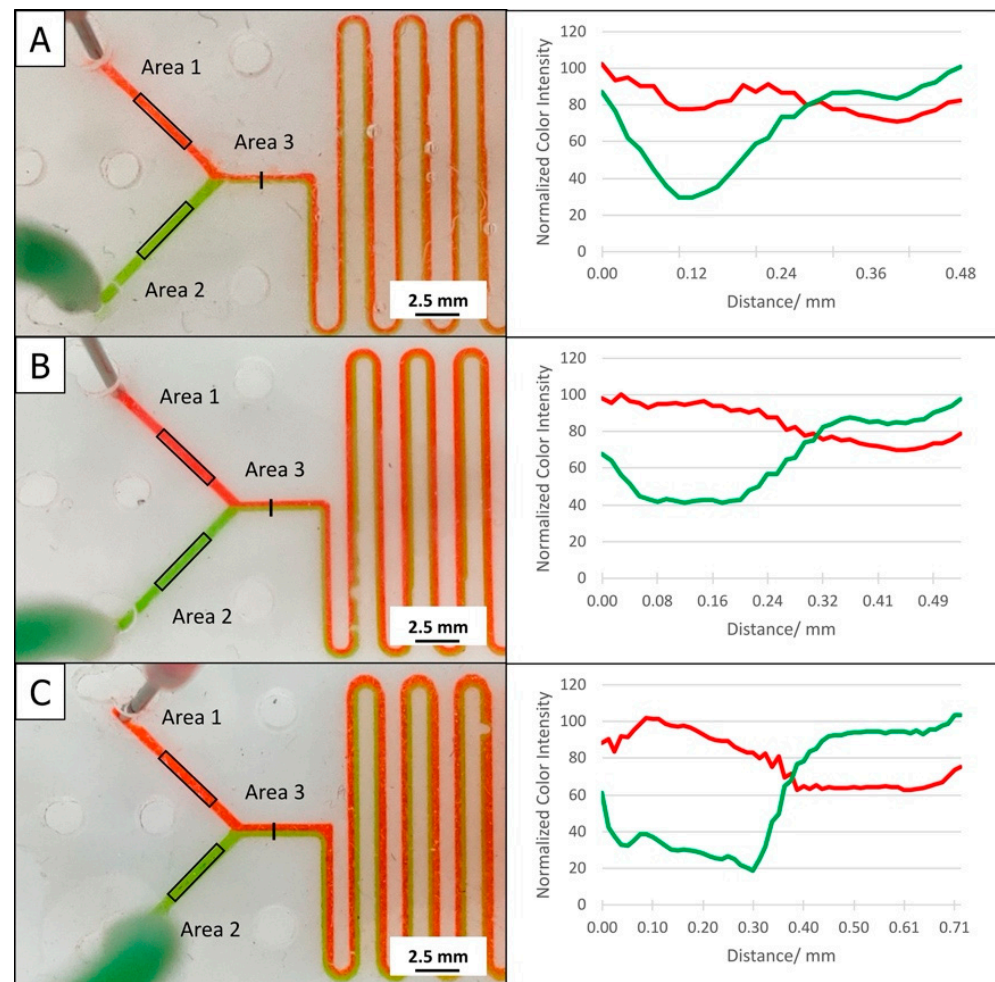 A
Area 1
Area 3
Area 2
2.5 mm
Normalized Color Intensity
120
100
80
60
40
20
0
0.00 0.12 0.24 0.36 0.48
Distance/ mm
B
Area 1
Area 3
Area 2
2.5 mm
Normalized Color Intensity
120
100
80
60
40
20
0
0.00 0.08 0.16 0.24 0.32 0.41 0.49
Distance/ mm
C
Area 1
Area 3
Area 2
2.5 mm
Normalized Color Intensity
120
100
80
60
40
20
0
0.00 0.10 0.20 0.30 0.40 0.50 0.61 0.71
Distance/ mm